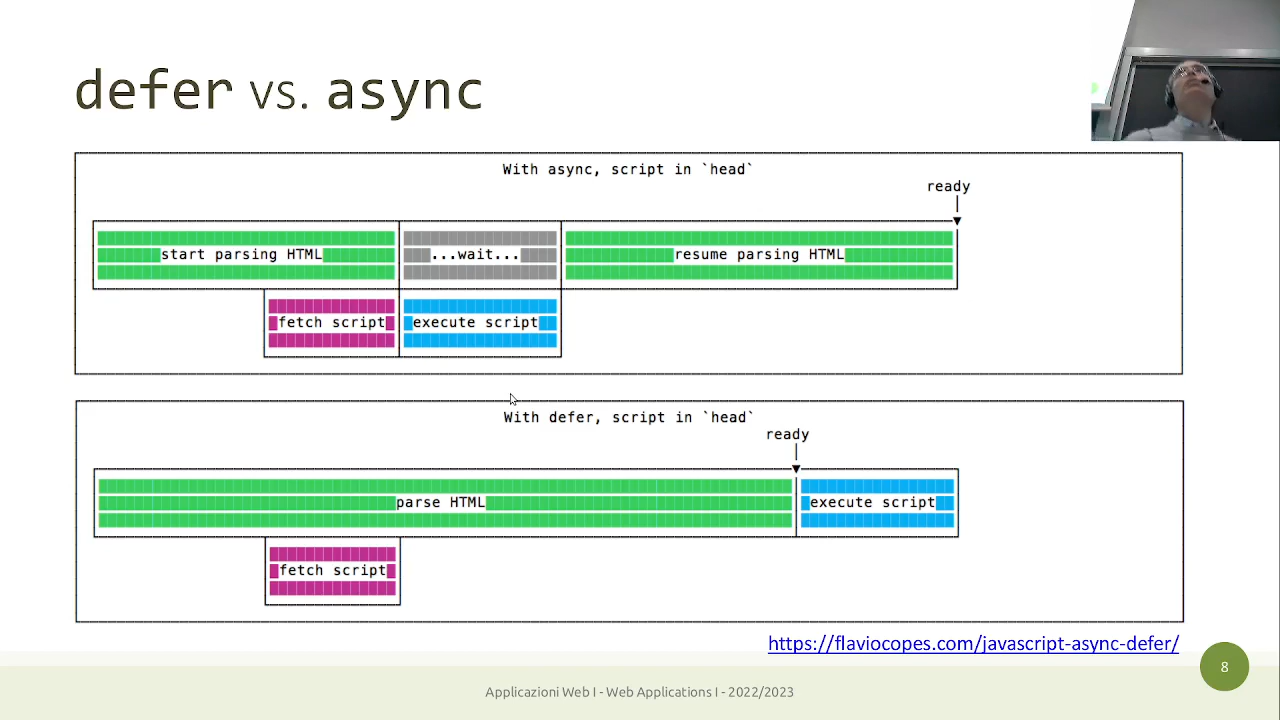 defer vs. async
With async, script in `head`
ready
start parsing HTML
...wait...
resume parsing HTML
fetch script
execute script
With defer, script in `head`
ready
parse HTML
execute script
fetch script
https://flaviocopes.com/javascript-async-defer/
8
Applicazioni Web I - Web Applications I - 2022/2023